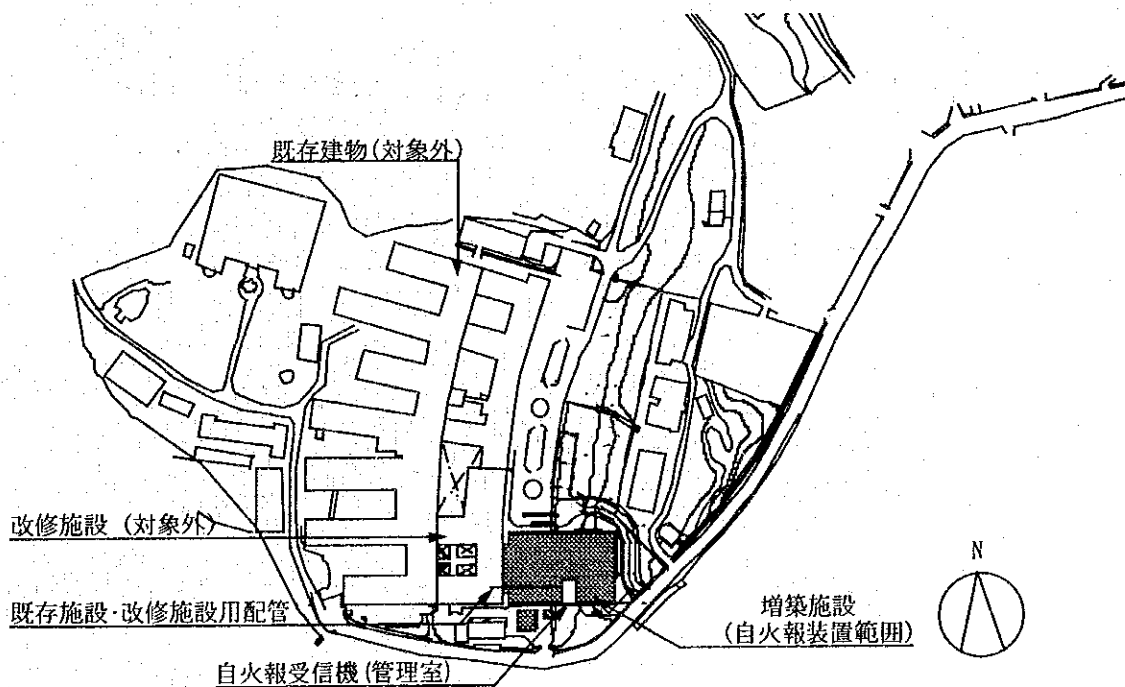 既存建物(対象外)
改修施設 (対象外)
N
既存施設·改修施設用配管
増築施設
(自火報装置範囲)
自火報受信機(管理室)